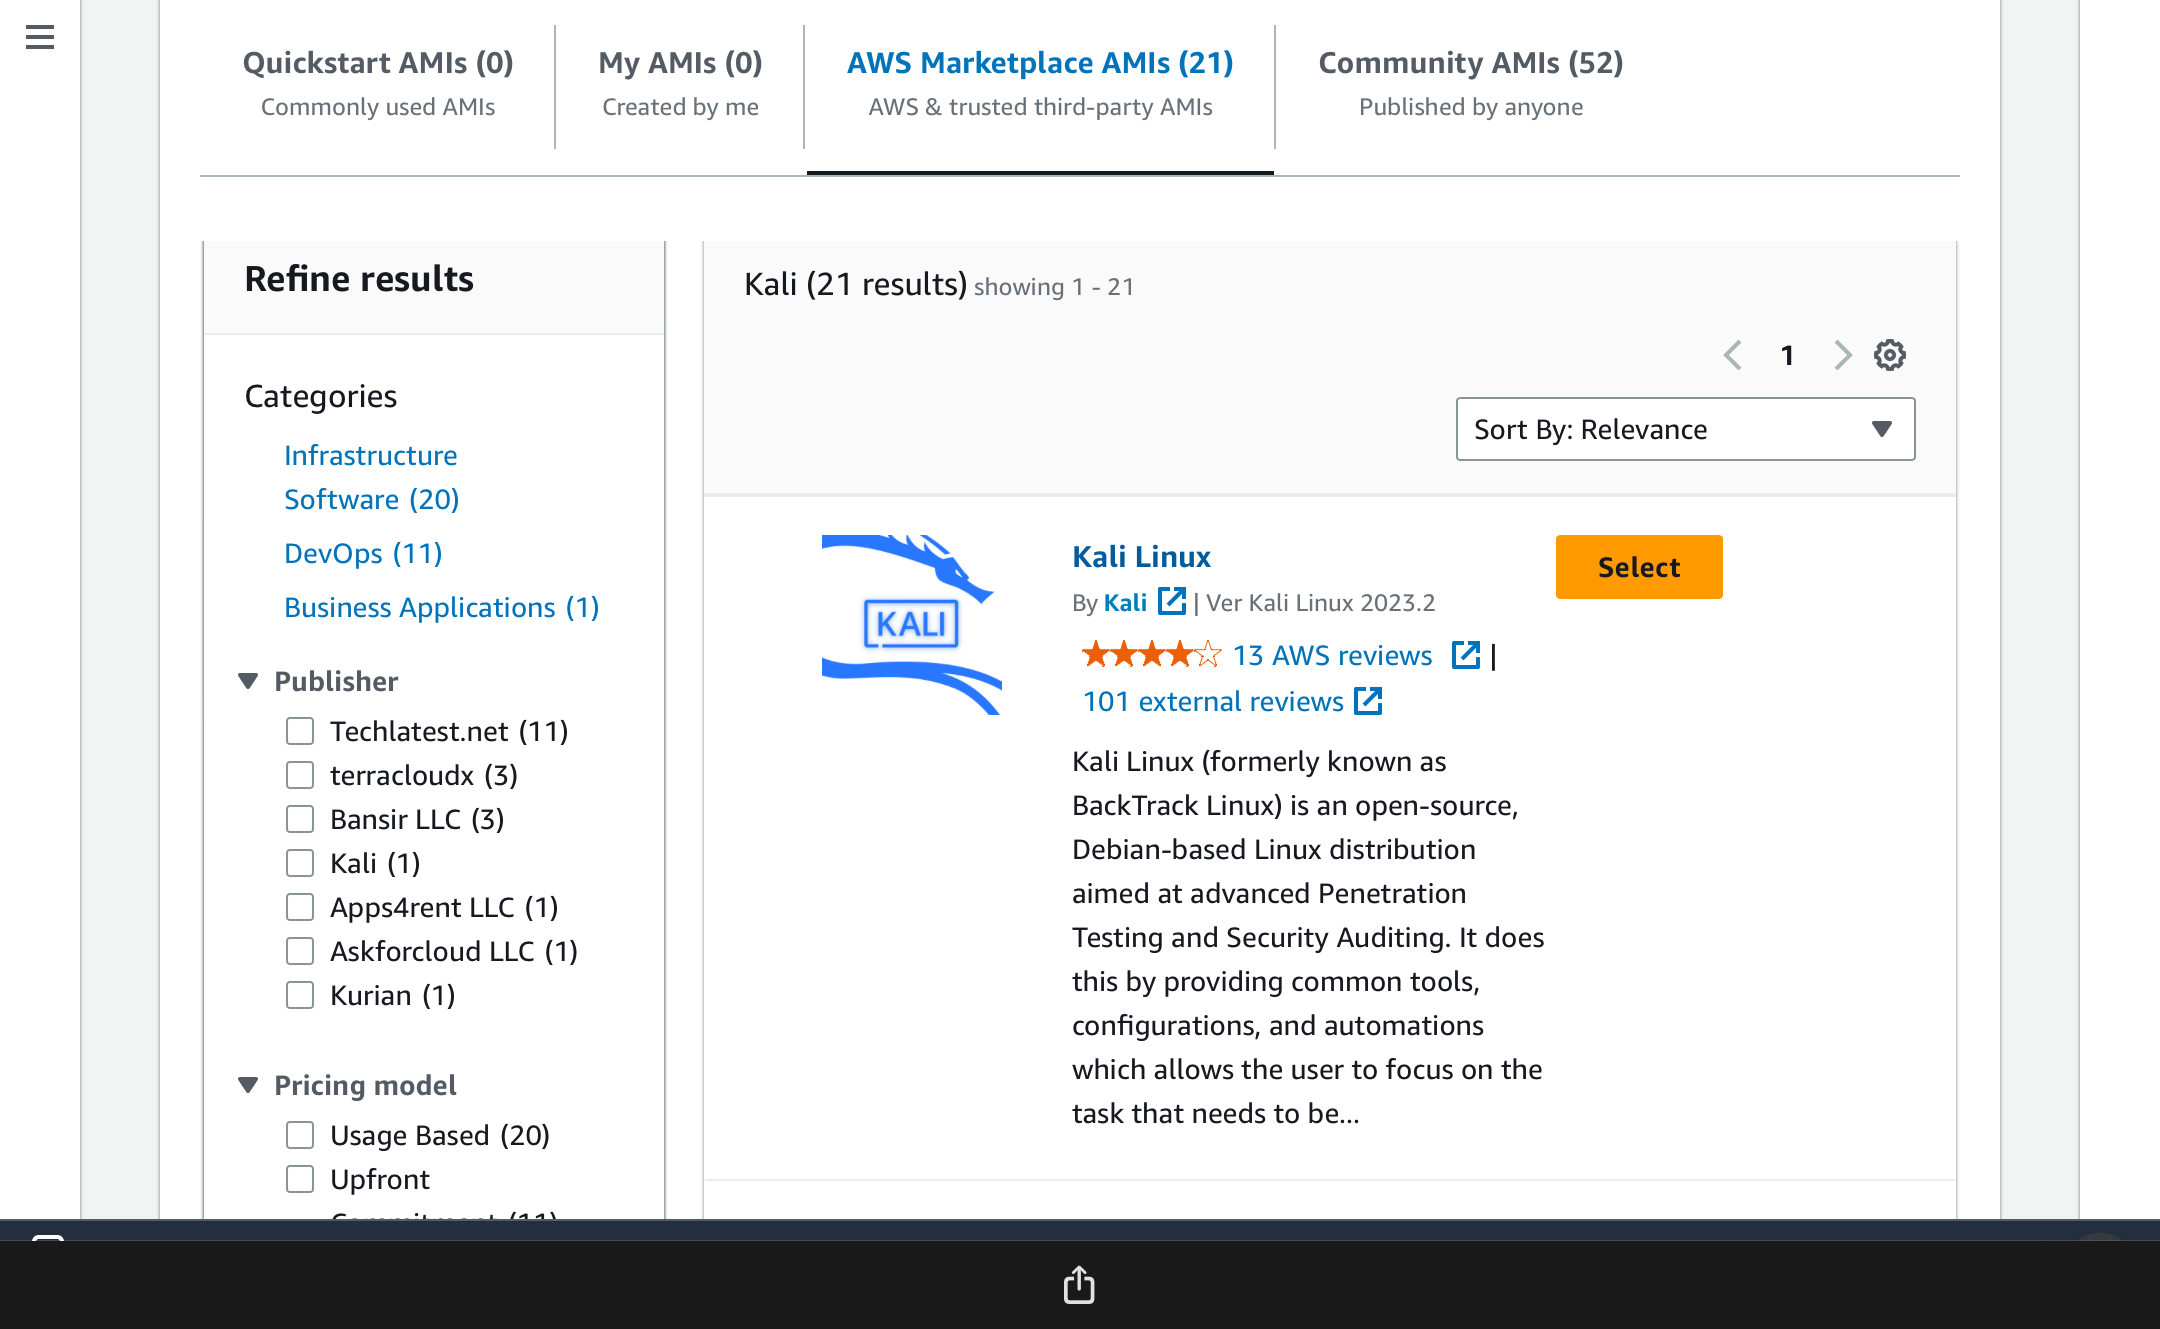 Quickstart AMIs (0)
Commonly used AMIs
My AMIs (0)
Created by me
AWS Marketplace AMIs (21)
AWS & trusted third-party AMIs
Community AMIs (52)
Published by anyone
Refine results
Categories
Infrastructure
Software (20)
DevOps (11)
Business Applications (1)
Publisher
Techlatest.net (11)
terracloudx (3)
Bansir LLC (3)
Kali (1)
Apps4rent LLC (1)
Askforcloud LLC (1)
Kurian (1)
Pricing model
Usage Based (20)
Upfront
Commitment (11)
Kali (21 results) showing 1 - 21
1
Sort By: Relevance
KALI
Kali Linux
By Kali | Ver Kali Linux 2023.2
13 AWS reviews |
101 external reviews
Kali Linux (formerly known as
BackTrack Linux) is an open-source,
Debian-based Linux distribution
aimed at advanced Penetration
Testing and Security Auditing. It does
this by providing common tools,
configurations, and automations
which allows the user to focus on the
task that needs to be...
Select